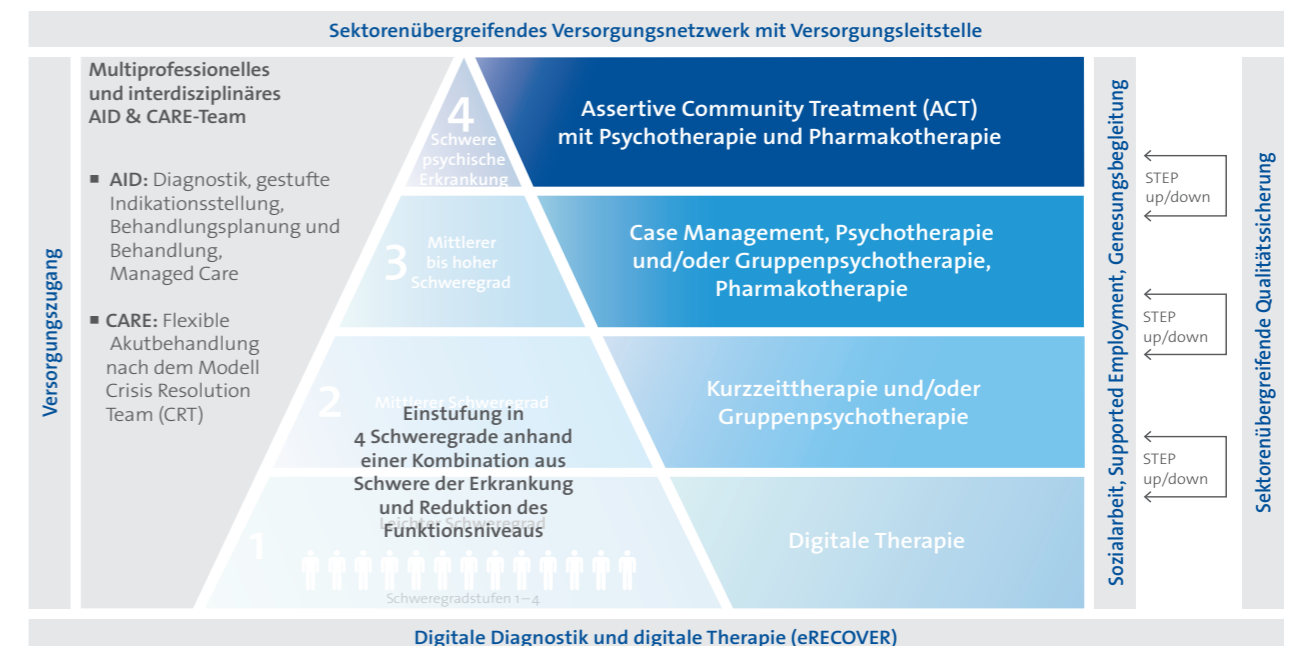 Sektorenübergreifendes Versorgungsnetzwerk mit Versorgungsleitstelle
Versorgungszugang
Multiprofessionelles
und interdisziplinäres
AID & CARE-Team
▪ AID: Diagnostik, gestufte
Indikationsstellung,
Behandlungsplanung und
Behandlung,
Managed Care
▪ CARE: Flexible
Akutbehandlung
nach dem Modell
Crisis Resolution
Team (CRT)
4
Schwere
psychische
Erkrankung
Assertive Community Treatment (ACT)
mit Psychotherapie und Pharmakotherapie
3
Mittlerer
bis hoher
Schweregrad
Case Management, Psychotherapie
und/oder Gruppenpsychotherapie,
Pharmakotherapie
2
Mittlerer Schweregrad
Kurzzeittherapie und/oder
Gruppenpsychotherapie
Einstufung in
4 Schweregrade anhand
einer Kombination aus
Schwere der Erkrankung
und Reduktion des
Funktionsniveaus
1
Leichter Schweregrad
Schweregradstufen 1–4
Digitale Therapie
Sozialarbeit, Supported Employment, Genesungsbegleitung
STEP
up/down
STEP
up/down
STEP
up/down
Sektorenübergreifende Qualitätssicherung
Digitale Diagnostik und digitale Therapie (eRECOVER)